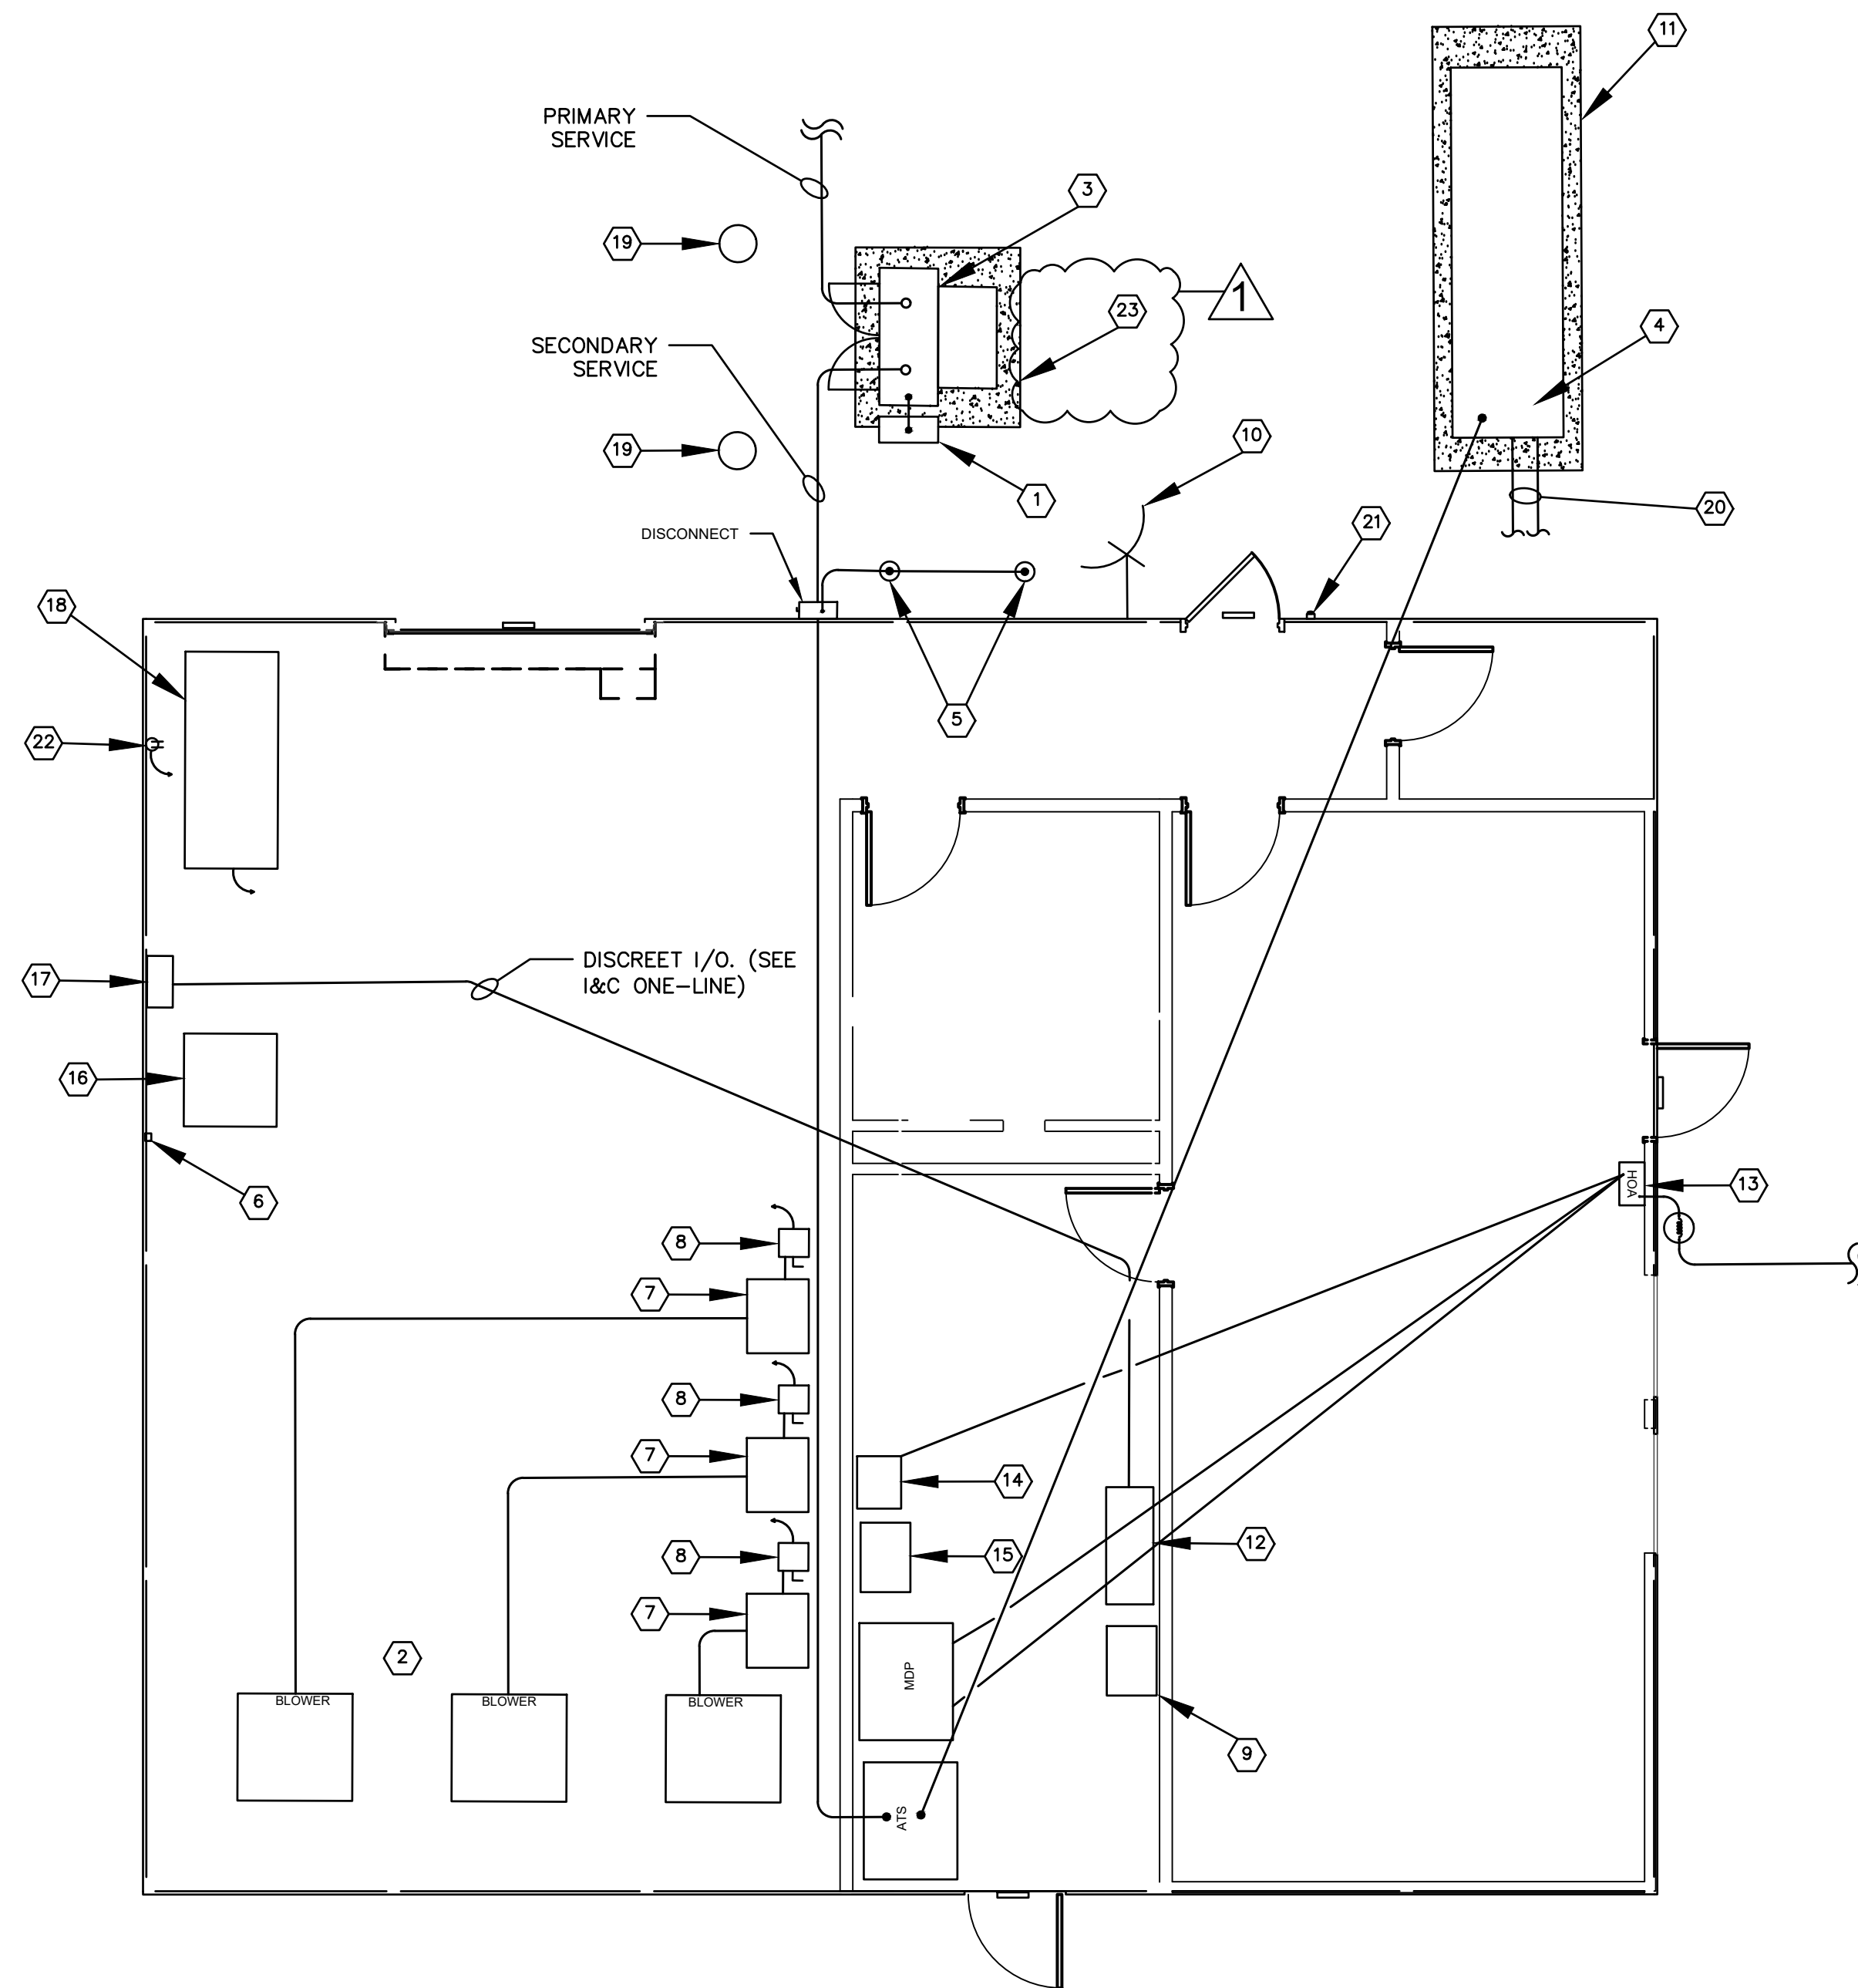 11
PRIMARY
SERVICE
3
19
1
23
4
SECONDARY
SERVICE
10
19
1
20
21
DISCONNECT
18
5
22
DISCREET I/O. (SEE
I&C ONE-LINE)
17
16
HOA
13
6
8
7
8
7
14
12
15
8
7
2
MDP
BLOWER
BLOWER
BLOWER
9
ATS